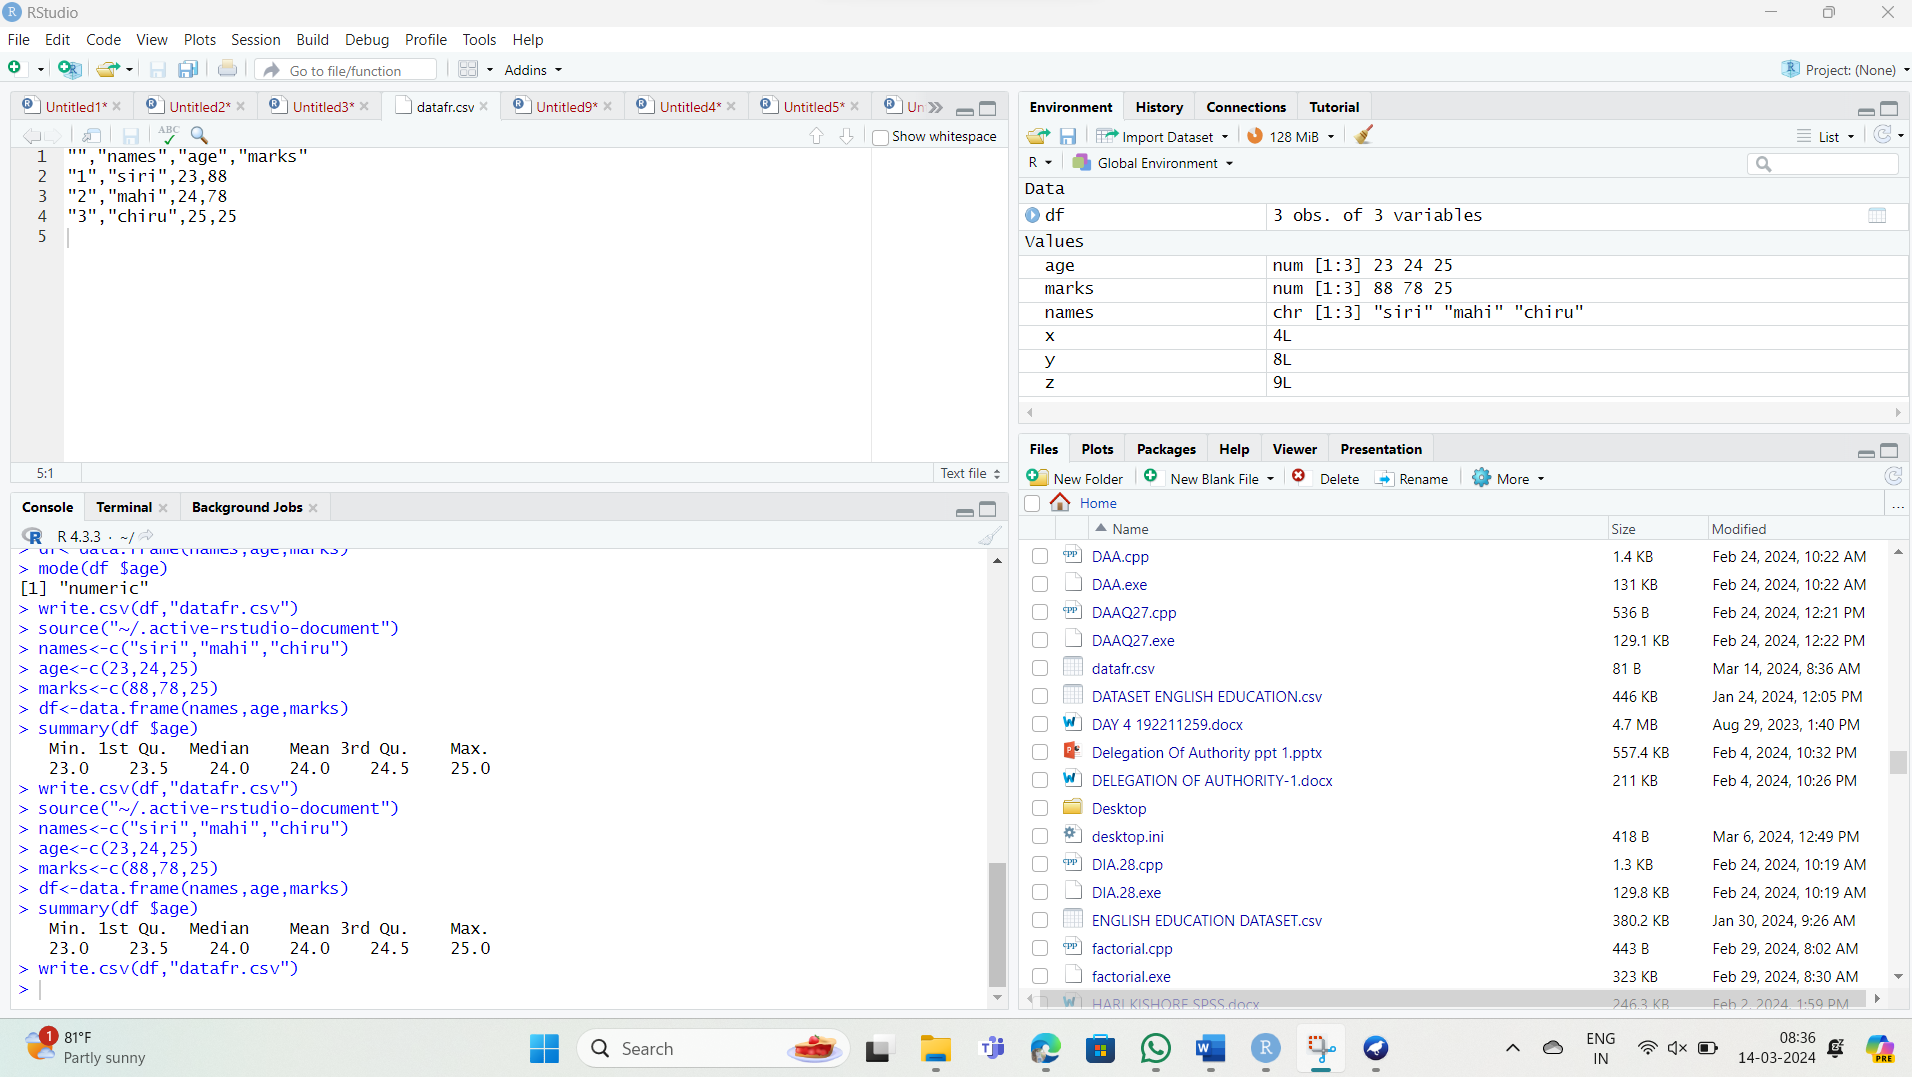 RStudio
File Edit Code View Plots Session Build Debug Profile Tools Help
Go to file/function Addins Project: (None)
Untitled1* Untitled2* Untitled3* datafr.csv Untitled9* Untitled4* Untitled5* Un
ABC Show whitespace
1 "","names","age","marks"
2 "1","siri",23,88
3 "2","mahi",24,78
4 "3","chiru",25,25
5
5:1 Text file
Console Terminal Background Jobs
R 4.3.3 · ~/
> df<-data.frame(names,age,marks)
> mode(df $age)
[1] "numeric"
> write.csv(df,"datafr.csv")
> source("~/.active-rstudio-document")
> names<-c("siri","mahi","chiru")
> age<-c(23,24,25)
> marks<-c(88,78,25)
> df<-data.frame(names,age,marks)
> summary(df $age)
Min. 1st Qu. Median Mean 3rd Qu. Max.
23.0 23.5 24.0 24.0 24.5 25.0
> write.csv(df,"datafr.csv")
> source("~/.active-rstudio-document")
> names<-c("siri","mahi","chiru")
> age<-c(23,24,25)
> marks<-c(88,78,25)
> df<-data.frame(names,age,marks)
> summary(df $age)
Min. 1st Qu. Median Mean 3rd Qu. Max.
23.0 23.5 24.0 24.0 24.5 25.0
> write.csv(df,"datafr.csv")
>
Environment History Connections Tutorial
Import Dataset 128 MiB List
R Global Environment
Data
df 3 obs. of 3 variables
Values
age num [1:3] 23 24 25
marks num [1:3] 88 78 25
names chr [1:3] "siri" "mahi" "chiru"
x 4L
y 8L
z 9L
Files Plots Packages Help Viewer Presentation
New Folder New Blank File Delete Rename More
Home ...
Name Size Modified
DAA.cpp 1.4 KB Feb 24, 2024, 10:22 AM
DAA.exe 131 KB Feb 24, 2024, 10:22 AM
DAAQ27.cpp 536 B Feb 24, 2024, 12:21 PM
DAAQ27.exe 129.1 KB Feb 24, 2024, 12:22 PM
datafr.csv 81 B Mar 14, 2024, 8:36 AM
DATASET ENGLISH EDUCATION.csv 446 KB Jan 24, 2024, 12:05 PM
DAY 4 192211259.docx 4.7 MB Aug 29, 2023, 1:40 PM
Delegation Of Authority ppt 1.pptx 557.4 KB Feb 4, 2024, 10:32 PM
DELEGATION OF AUTHORITY-1.docx 211 KB Feb 4, 2024, 10:26 PM
Desktop
desktop.ini 418 B Mar 6, 2024, 12:49 PM
DIA.28.cpp 1.3 KB Feb 24, 2024, 10:19 AM
DIA.28.exe 129.8 KB Feb 24, 2024, 10:19 AM
ENGLISH EDUCATION DATASET.csv 380.2 KB Jan 30, 2024, 9:26 AM
factorial.cpp 443 B Feb 29, 2024, 8:02 AM
factorial.exe 323 KB Feb 29, 2024, 8:30 AM
HARI KISHORE SPSS.docx 246.3 KB Feb 2, 2024, 1:59 PM
1 81°F
Partly sunny
Search
ENG
IN
08:36
14-03-2024
PRE